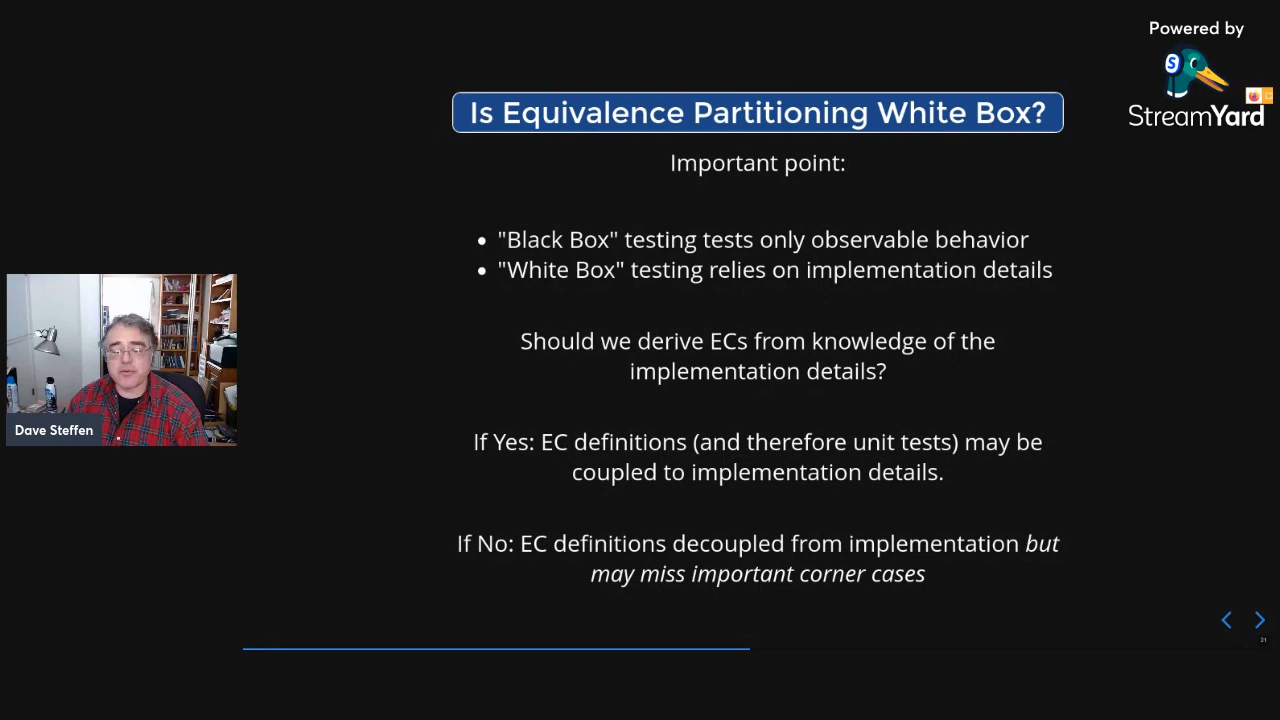 Powered by
StreamYard
Is Equivalence Partitioning White Box?
Important point:
• "Black Box" testing tests only observable behavior
• "White Box" testing relies on implementation details
Should we derive ECs from knowledge of the
implementation details?
If Yes: EC definitions (and therefore unit tests) may be
coupled to implementation details.
If No: EC definitions decoupled from implementation but
may miss important corner cases
Dave Steffen
31